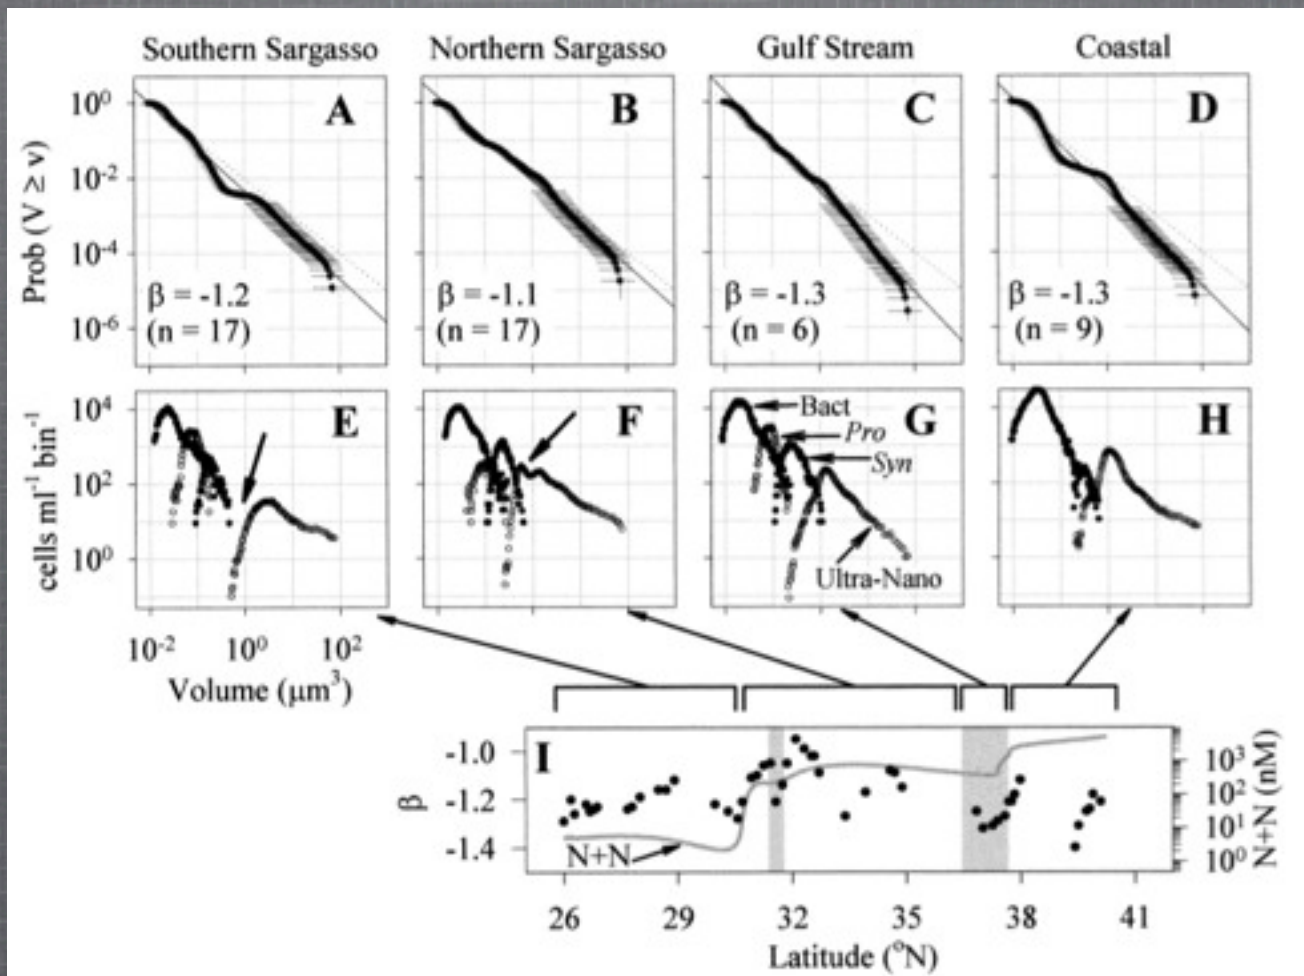 Southern Sargasso Northern Sargasso Gulf Stream Coastal
A B C D
Prob (V ≥ v)
10⁰
10⁻²
10⁻⁴
10⁻⁶
β = -1.2
(n = 17)
β = -1.1
(n = 17)
β = -1.3
(n = 6)
β = -1.3
(n = 9)
E F G H
cells ml⁻¹ bin⁻¹
10⁴
10²
10⁰
Bact
Pro
Syn
Ultra-Nano
10⁻² 10⁰ 10²
Volume (μm³)
I
β
-1.0
-1.2
-1.4
N+N
10³
10²
10¹
10⁰
N+N (nM)
26 29 32 35 38 41
Latitude (°N)